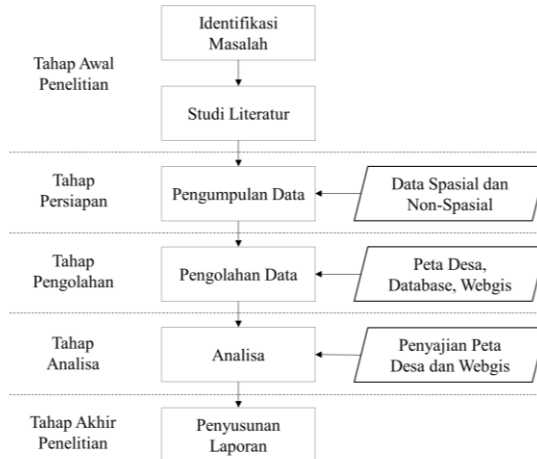 Identifikasi
Masalah
Tahap Awal
Penelitian
Studi Literatur
Tahap
Persiapan
Pengumpulan Data
Data Spasial dan
Non-Spasial
Tahap
Pengolahan
Pengolahan Data
Peta Desa,
Database, Webgis
Tahap
Analisa
Analisa
Penyajian Peta
Desa dan Webgis
Tahap Akhir
Penelitian
Penyusunan
Laporan